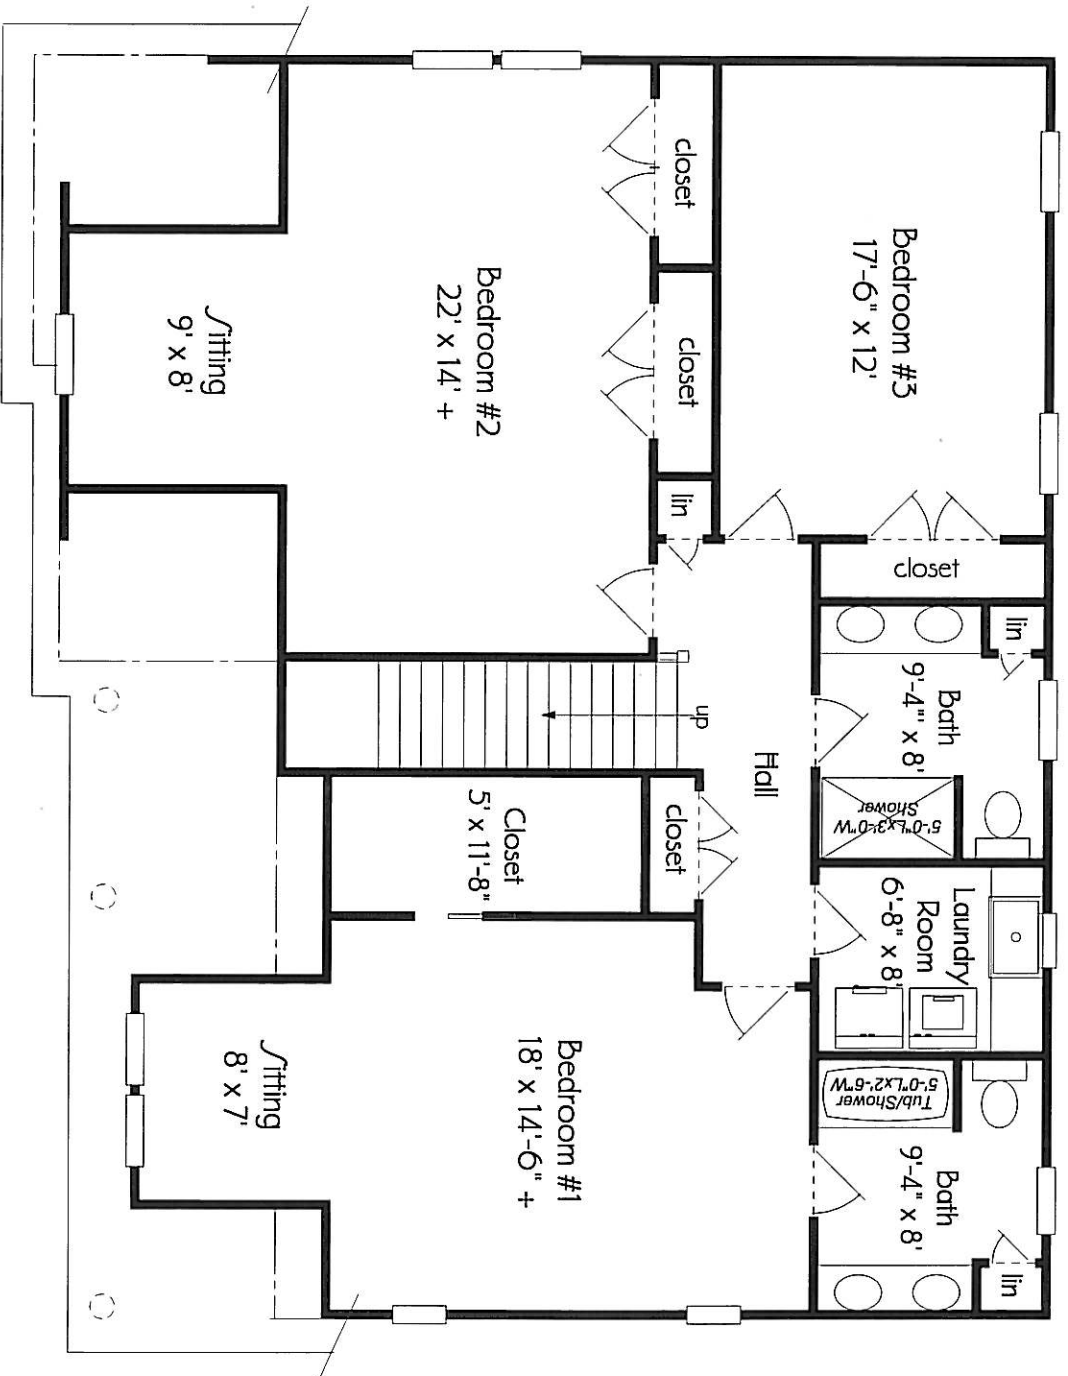 closet
Bedroom #3
17'-6" x 12'
Bedroom #2
22' x 14' +
Sitting
9' x 8'
closet
lin
closet
lin
Bath
9'-4"' x 8'
up
Hall
5'-0"Lx3'-0"W
Shower
closet
Closet
5' x 11'-8"
Laundry
Room
6'-8" x 8'
Bedroom #1
18' x 14'-6" +
Sitting
8' x 7'
Tub/Shower
5'-0"Lx2'-6"W
Bath
9'-4" x 8'
lin